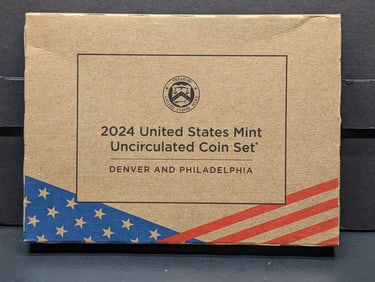 2024 United States Mint
Uncirculated Coin Set®
DENVER AND PHILADELPHIA